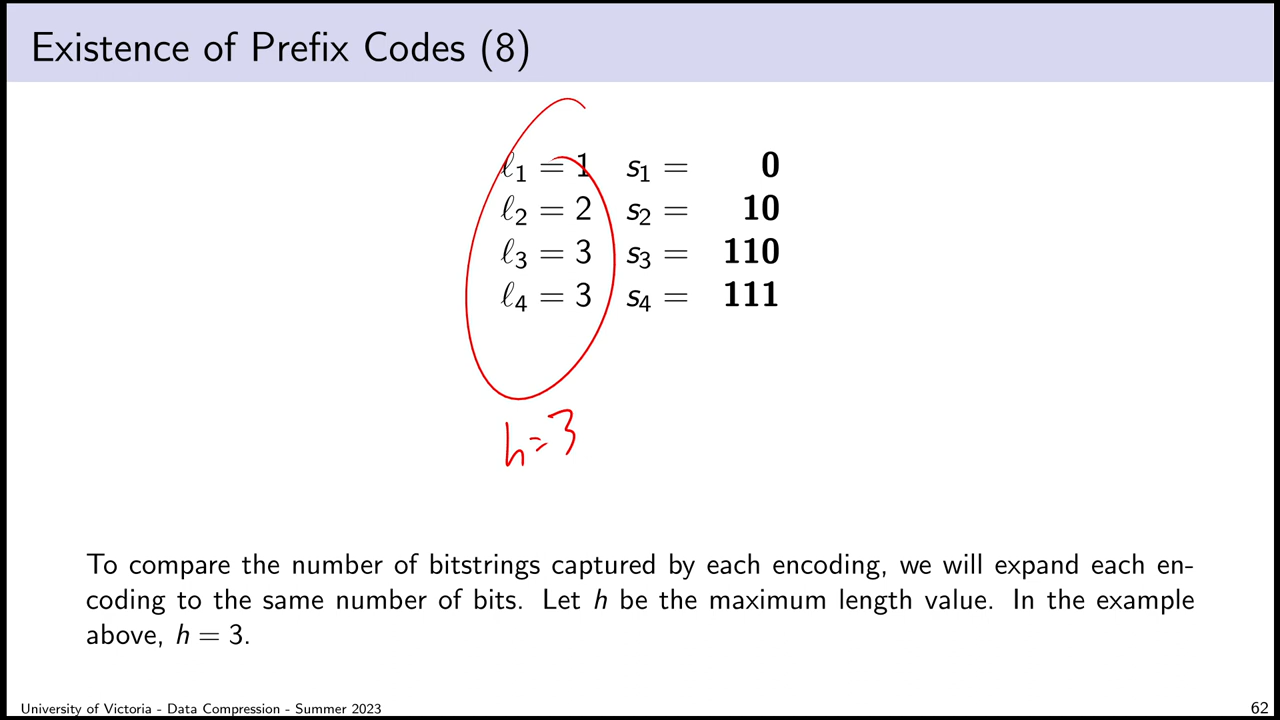 Existence of Prefix Codes (8)
ℓ₁ = 1 s₁ = 0
ℓ₂ = 2 s₂ = 10
ℓ₃ = 3 s₃ = 110
ℓ₄ = 3 s₄ = 111
h=3
To compare the number of bitstrings captured by each encoding, we will expand each en-
coding to the same number of bits. Let h be the maximum length value. In the example
above, h = 3.
University of Victoria - Data Compression - Summer 2023 62